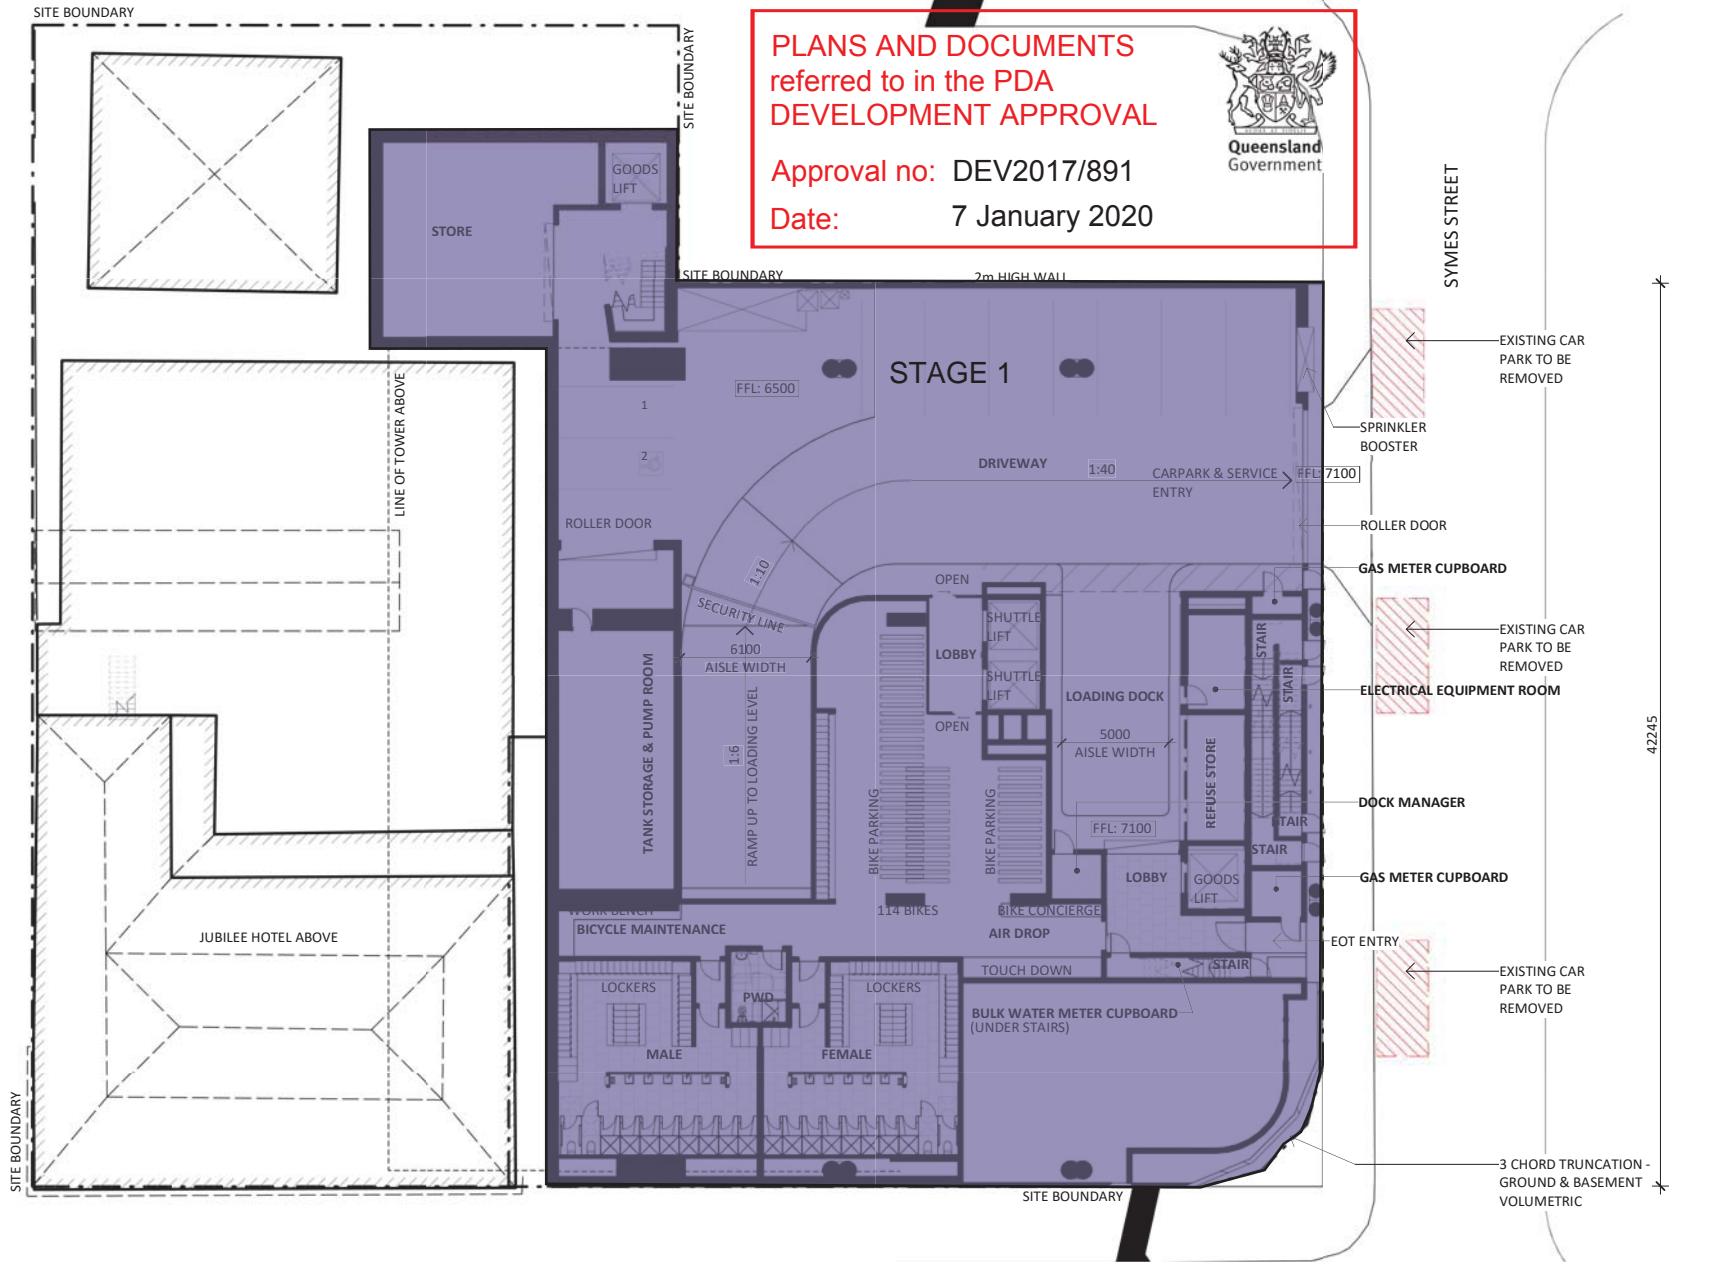 SITE BOUNDARY
SITE BOUNDARY
PLANS AND DOCUMENTS
referred to in the PDA
DEVELOPMENT APPROVAL
Approval no: DEV2017/891
Date: 7 January 2020
Queensland
Government
SYMES STREET
GOODS
LIFT
STORE
SITE BOUNDARY
2m HIGH WALL
EXISTING CAR
PARK TO BE
REMOVED
STAGE 1
FFL: 6500
LINE OF TOWER ABOVE
1
2
SPRINKLER
BOOSTER
DRIVEWAY
1:40
CARPARK & SERVICE
ENTRY
FFL: 7100
ROLLER DOOR
ROLLER DOOR
GAS METER CUPBOARD
1:10
OPEN
SECURITY LINE
SHUTTLE
LIFT
LOBBY
SHUTTLE
LIFT
STAIR
STAIR
EXISTING CAR
PARK TO BE
REMOVED
6100
AISLE WIDTH
TANK STORAGE & PUMP ROOM
1:6
RAMP UP TO LOADING LEVEL
LOADING DOCK
ELECTRICAL EQUIPMENT ROOM
OPEN
5000
AISLE WIDTH
REFUSE STORE
42245
BIKE PARKING
BIKE PARKING
DOCK MANAGER
FFL: 7100
STAIR
STAIR
LOBBY
GOODS
LIFT
GAS METER CUPBOARD
WORK BENCH
114 BIKES
BIKE CONCIERGE
BICYCLE MAINTENANCE
AIR DROP
JUBILEE HOTEL ABOVE
EOT ENTRY
TOUCH DOWN
STAIR
EXISTING CAR
PARK TO BE
REMOVED
LOCKERS
PWD
LOCKERS
BULK WATER METER CUPBOARD
(UNDER STAIRS)
MALE
FEMALE
SITE BOUNDARY
3 CHORD TRUNCATION -
GROUND & BASEMENT
VOLUMETRIC
SITE BOUNDARY